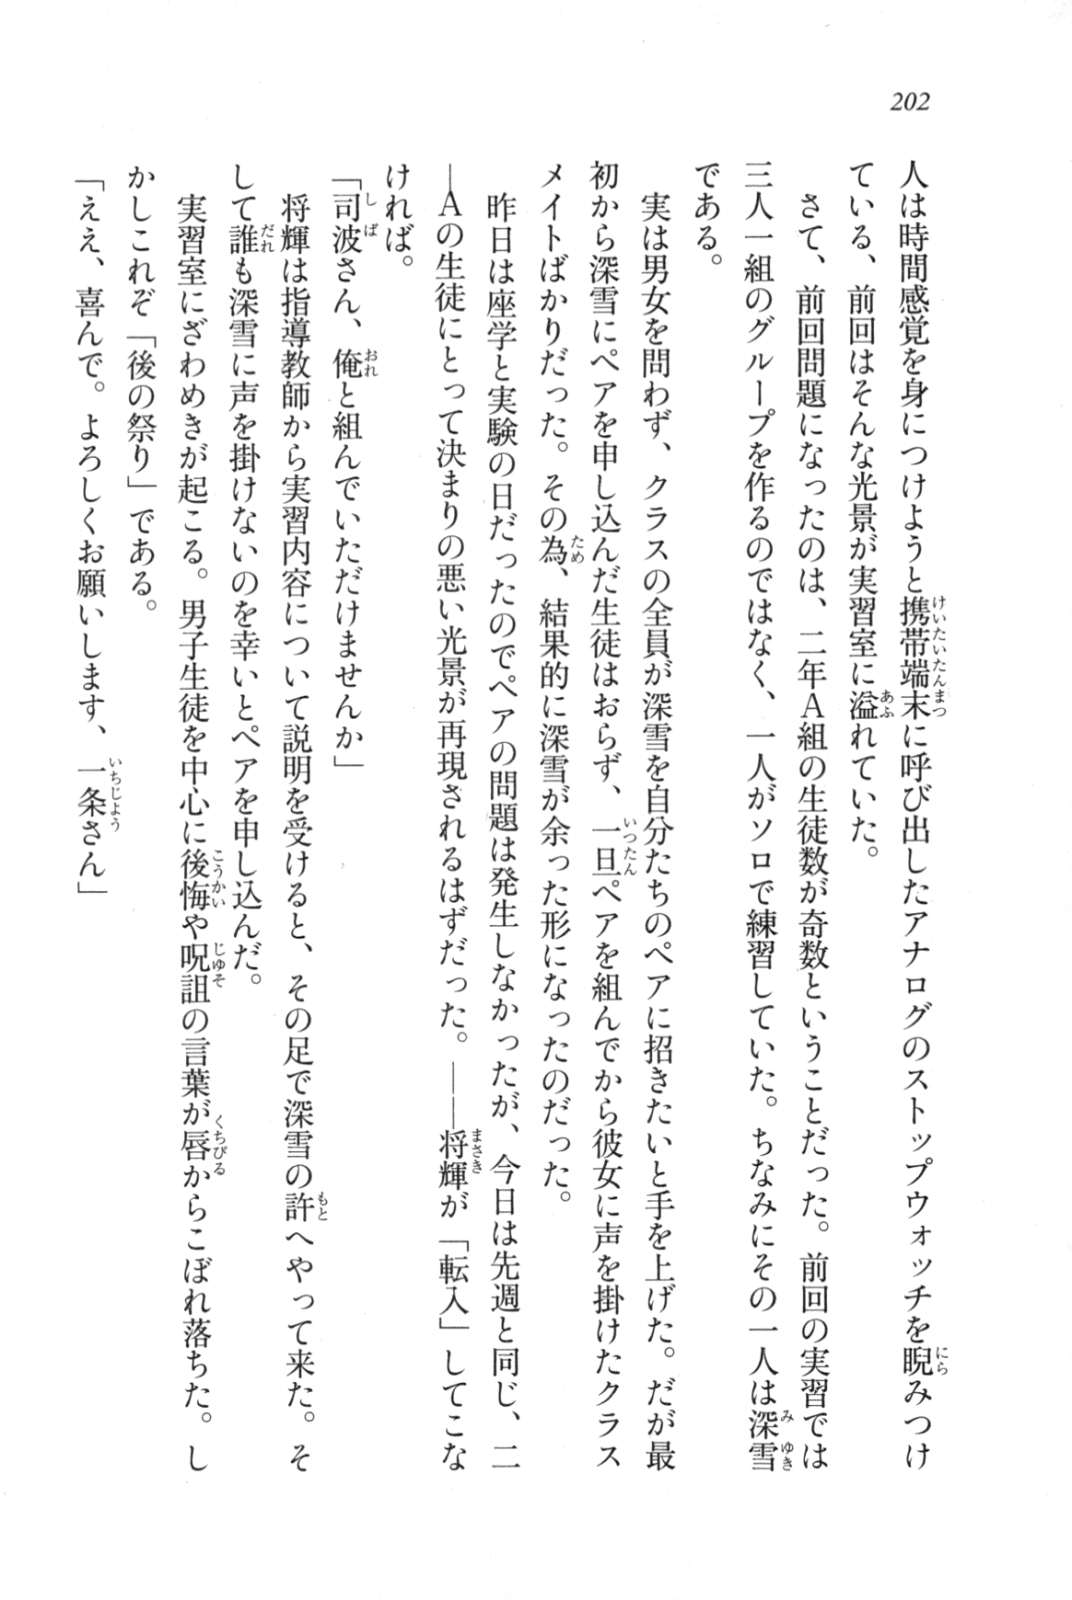 202
人は時間感覚を身につけようと携帯端末に呼び出したアナログのストップウォッチを睨みつけ
ている、前回はそんな光景が実習室に溢れていた。
さて、前回問題になったのは、二年Ａ組の生徒数が奇数ということだった。前回の実習では
三人一組のグループを作るのではなく、一人がソロで練習していた。ちなみにその一人は深雪
である。
実は男女を問わず、クラスの全員が深雪を自分たちのペアに招きたいと手を上げた。だが最
初から深雪にペアを申し込んだ生徒はおらず、一旦ペアを組んでから彼女に声を掛けたクラス
メイトばかりだった。その為、結果的に深雪が余った形になったのだった。
昨日は座学と実験の日だったのでペアの問題は発生しなかったが、今日は先週と同じ、二
―Ａの生徒にとって決まりの悪い光景が再現されるはずだった。――将輝が「転入」してこな
ければ。
「司波さん、俺と組んでいただけませんか」
将輝は指導教師から実習内容について説明を受けると、その足で深雪の許へやって来た。そ
して誰も深雪に声を掛けないのを幸いとペアを申し込んだ。
実習室にざわめきが起こる。男子生徒を中心に後悔や呪詛の言葉が唇からこぼれ落ちた。し
かしこれぞ「後の祭り」である。
「ええ、喜んで。よろしくお願いします、一条さん」